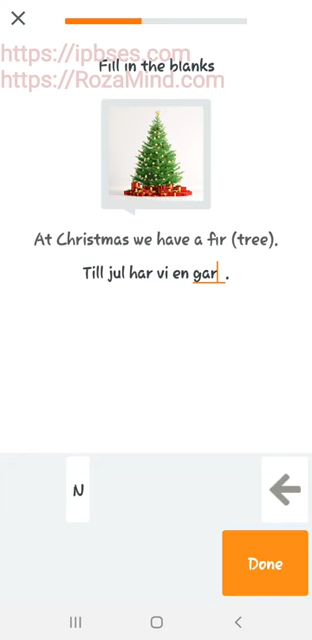 https://ipbses.com
Fill in the blanks
https://RozaMind.com
At Christmas we have a fir (tree).
Till jul har vi en gar .
N
Done